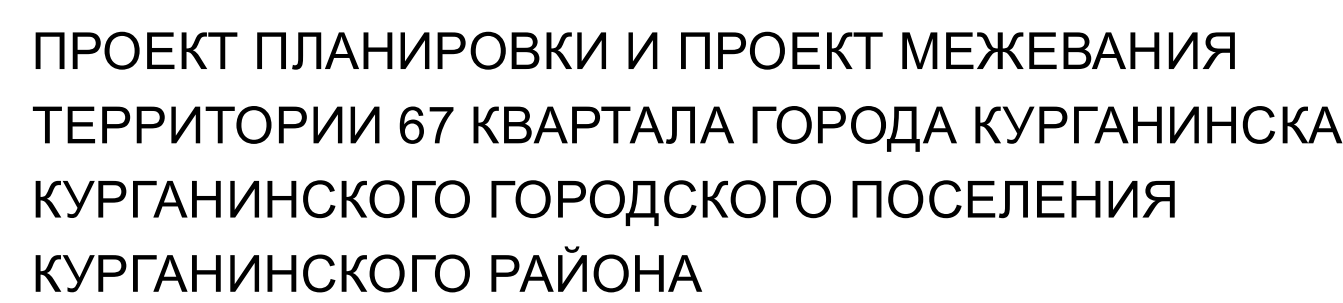 ПРОЕКТ ПЛАНИРОВКИ И ПРОЕКТ МЕЖЕВАНИЯ
ТЕРРИТОРИИ 67 КВАРТАЛА ГОРОДА КУРГАНИНСКА
КУРГАНИНСКОГО ГОРОДСКОГО ПОСЕЛЕНИЯ
КУРГАНИНСКОГО РАЙОНА